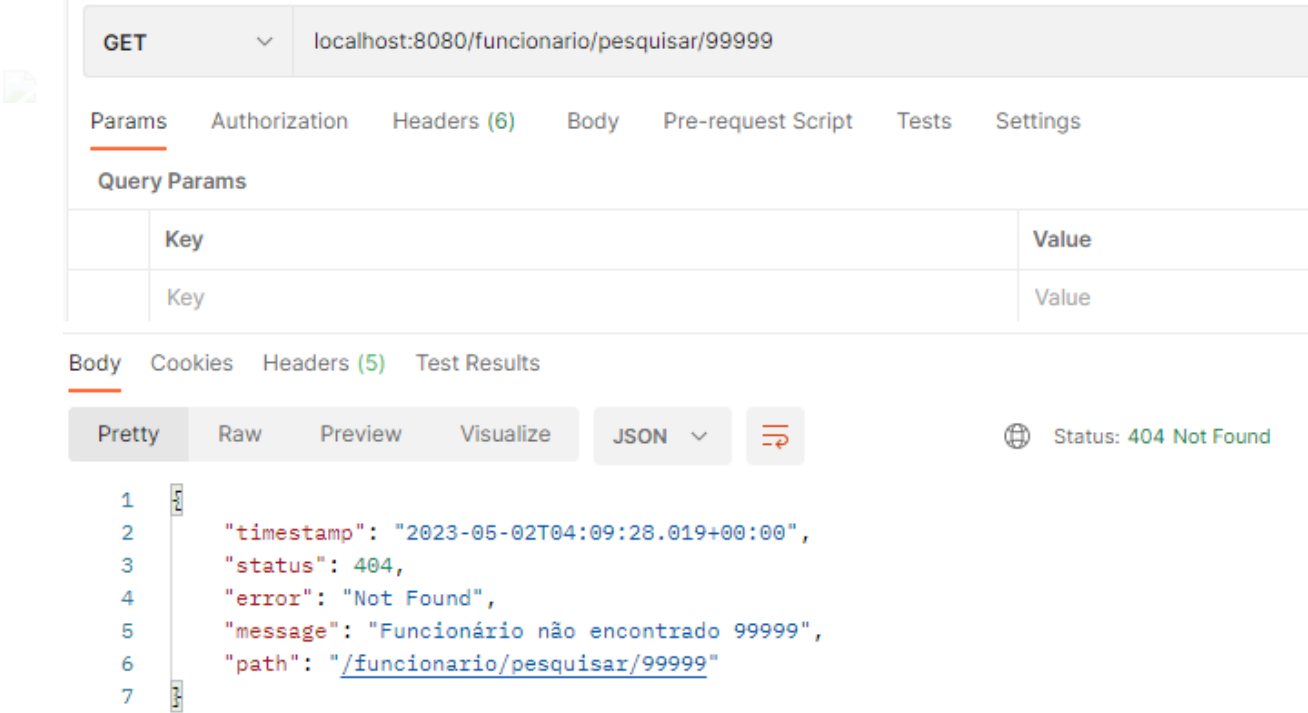 GET localhost:8080/funcionario/pesquisar/99999
Params Authorization Headers (6) Body Pre-request Script Tests Settings
Query Params
Key Value
Key Value
Body Cookies Headers (5) Test Results
Pretty Raw Preview Visualize JSON Status: 404 Not Found
1 {
2 "timestamp": "2023-05-02T04:09:28.019+00:00",
3 "status": 404,
4 "error": "Not Found",
5 "message": "Funcionário não encontrado 99999",
6 "path": "/funcionario/pesquisar/99999"
7 }